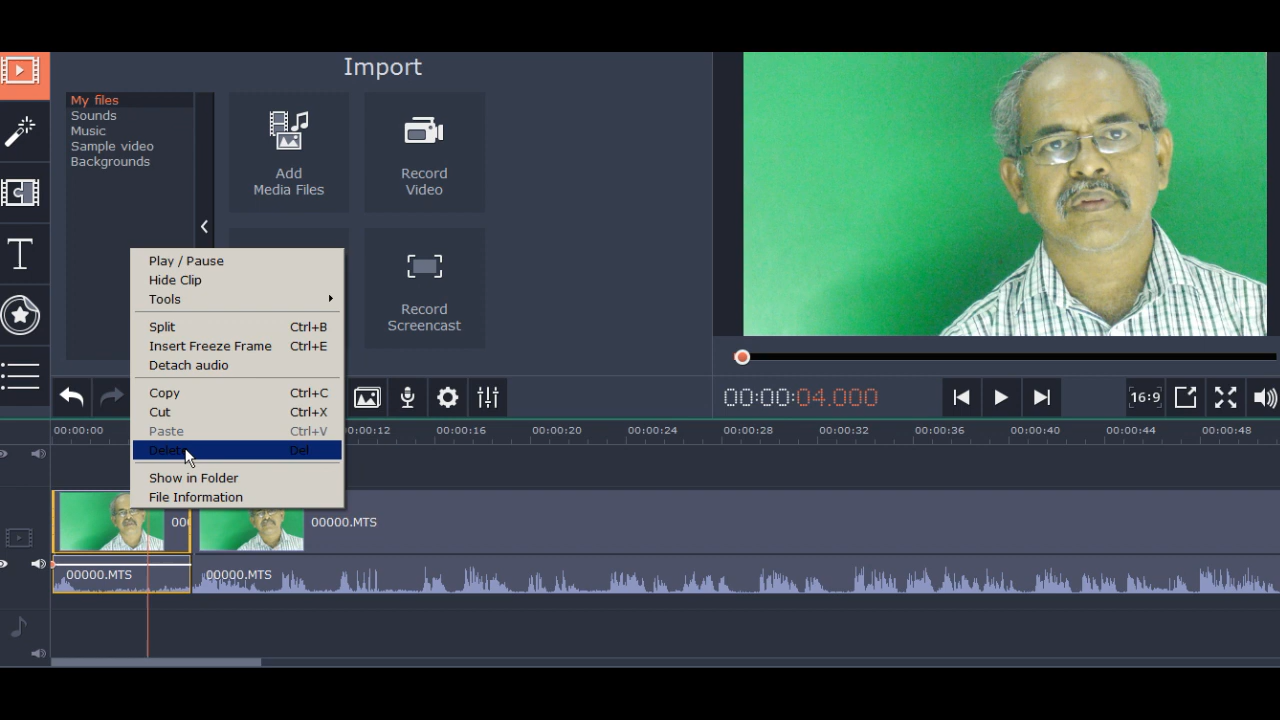 Import
My files
Sounds
Music
Sample video
Backgrounds
Add
Media Files
Record
Video
Record
Screencast
Play / Pause
Hide Clip
Tools
Split Ctrl+B
Insert Freeze Frame Ctrl+E
Detach audio
Copy Ctrl+C
Cut Ctrl+X
Paste Ctrl+V
Delete Del
Show in Folder
File Information
T
00:00:04.000
16:9
00:00:00 0:00:12 00:00:16 00:00:20 00:00:24 00:00:28 00:00:32 00:00:36 00:00:40 00:00:44 00:00:48
000 00000.MTS
00000.MTS 00000.MTS